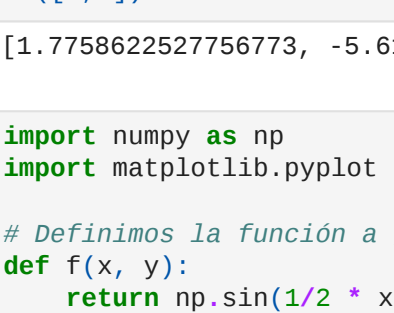 [1.7758622527756773, -5.61
import numpy as np
import matplotlib.pyplot
# Definimos la función a
def f(x, y):
return np.sin(1/2 * x